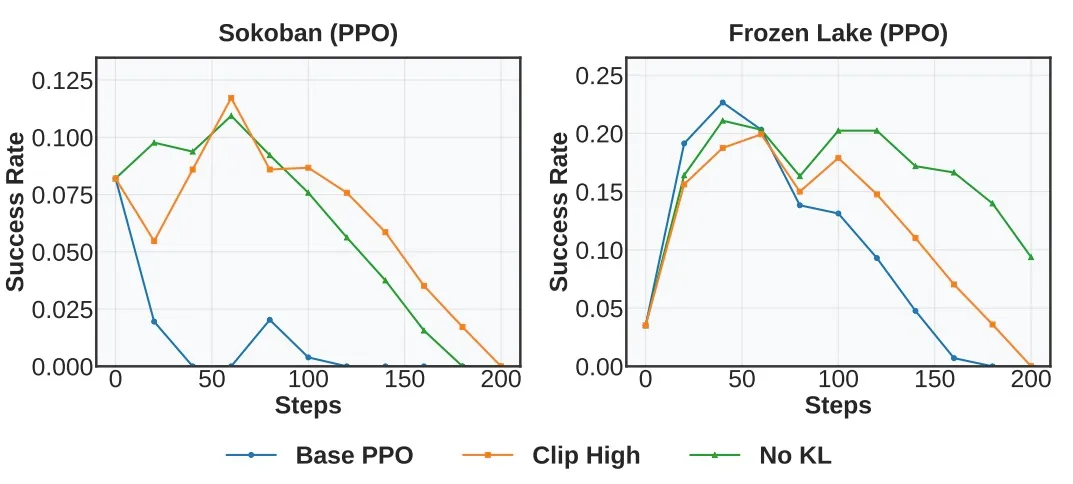 Sokoban (PPO)
Success Rate
0.125
0.100
0.075
0.050
0.025
0.000
0 50 100 150 200
Steps
Frozen Lake (PPO)
Success Rate
0.25
0.20
0.15
0.10
0.05
0.00
0 50 100 150 200
Steps
Base PPO Clip High No KL